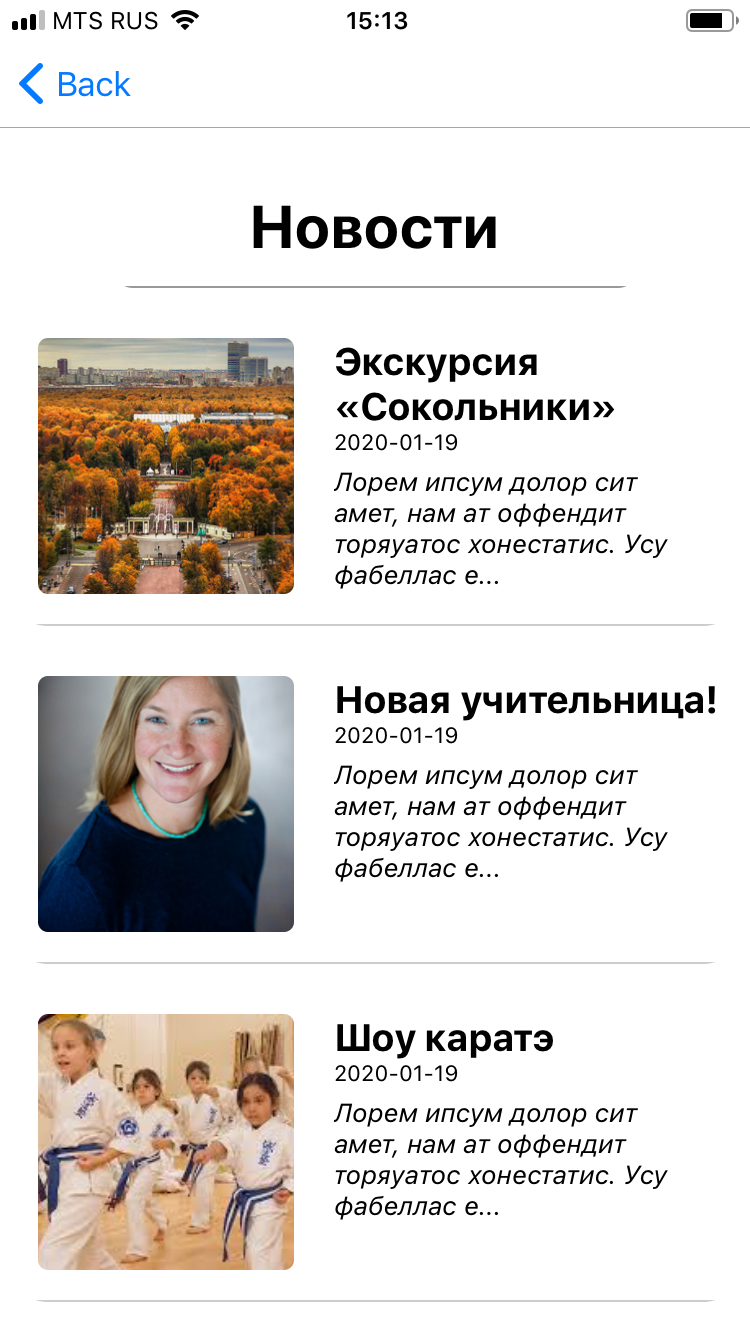 MTS RUS 15:13
Back
Новости
Экскурсия
«Сокольники»
2020-01-19
Лорем ипсум долор сит
амет, нам ат оффендит
торяуатос хонестатис. Усу
фабеллас е...
Новая учительница!
2020-01-19
Лорем ипсум долор сит
амет, нам ат оффендит
торяуатос хонестатис. Усу
фабеллас е...
Шоу каратэ
2020-01-19
Лорем ипсум долор сит
амет, нам ат оффендит
торяуатос хонестатис. Усу
фабеллас е...